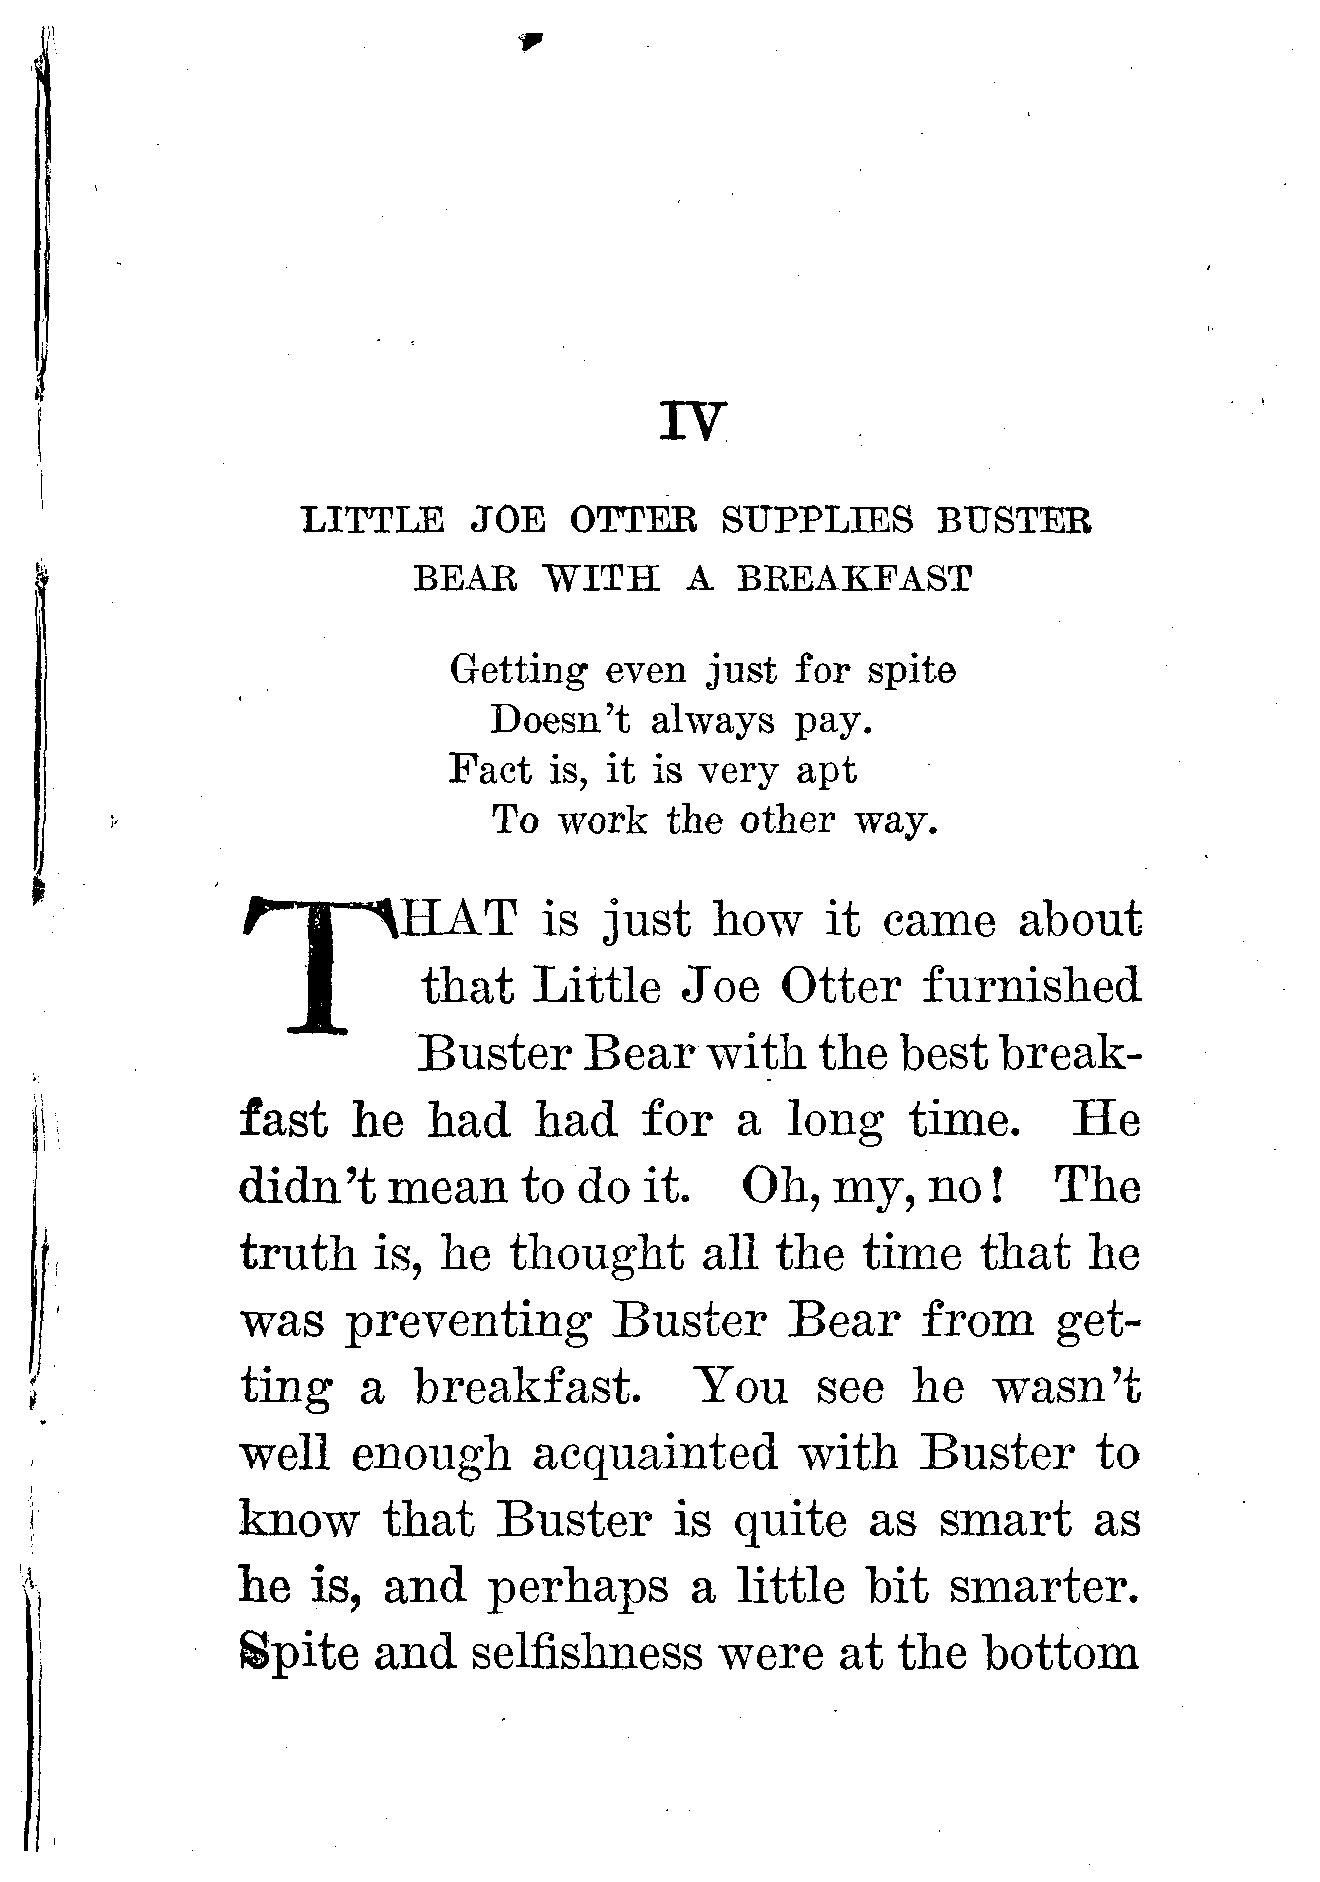 IV
LITTLE JOE OTTER SUPPLIES BUSTER
BEAR WITH A BREAKFAST
Getting even just for spite
Doesn't always pay.
Fact is, it is very apt
To work the other way.
THAT is just how it came about
that Little Joe Otter furnished
Buster Bear with the best break-
fast he had had for a long time. He
didn't mean to do it. Oh, my, no! The
truth is, he thought all the time that he
was preventing Buster Bear from get-
ting a breakfast. You see he wasn't
well enough acquainted with Buster to
know that Buster is quite as smart as
he is, and perhaps a little bit smarter.
Spite and selfishness were at the bottom